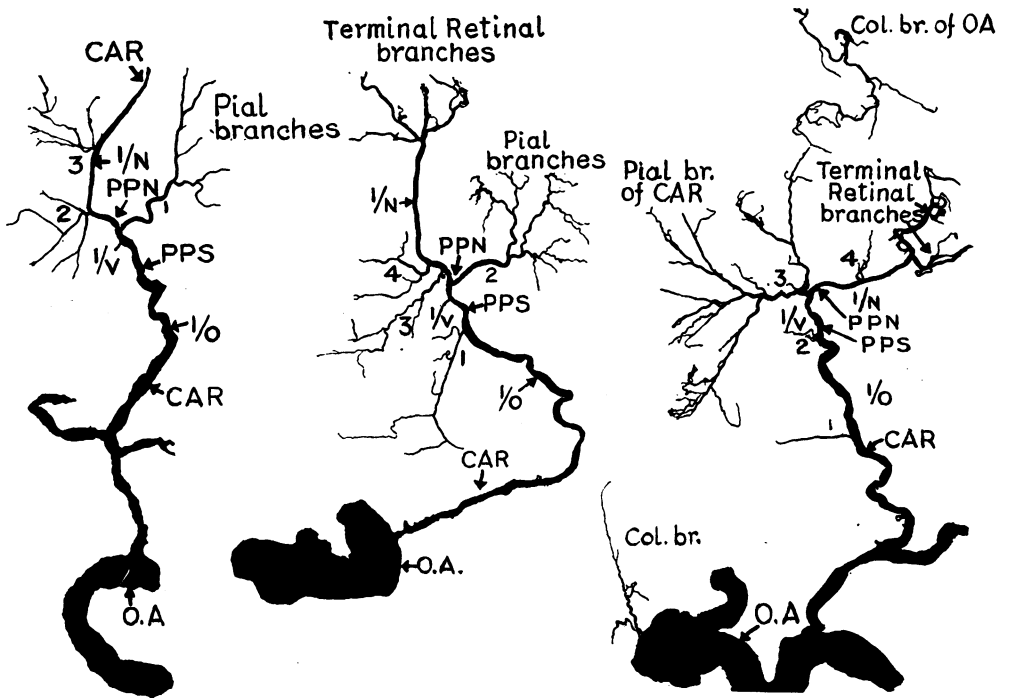 CAR
Pial
branches
3
1/N
PPN
2
1
1/V
PPS
1/O
CAR
O.A
Terminal Retinal
branches
Pial
branches
1/N
PPN
4
2
PPS
3
1/V
1
1/O
CAR
O.A.
Col. br. of OA
Pial br.
of CAR
Terminal
Retinal
branches
3
4
1/N
1/V
PPN
2
PPS
1/O
1
CAR
Col. br.
O.A